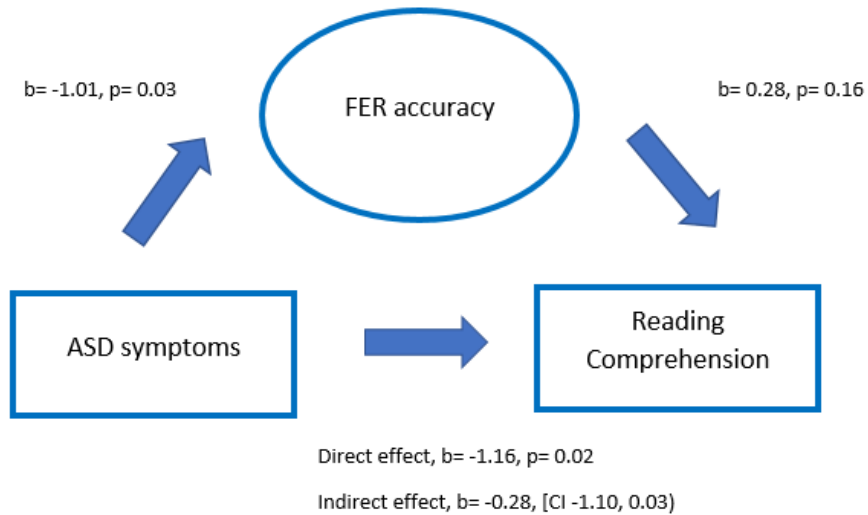 b= -1.01, p= 0.03
FER accuracy
b= 0.28, p= 0.16
ASD symptoms
Reading
Comprehension
Direct effect, b= -1.16, p= 0.02
Indirect effect, b= -0.28, [CI -1.10, 0.03)